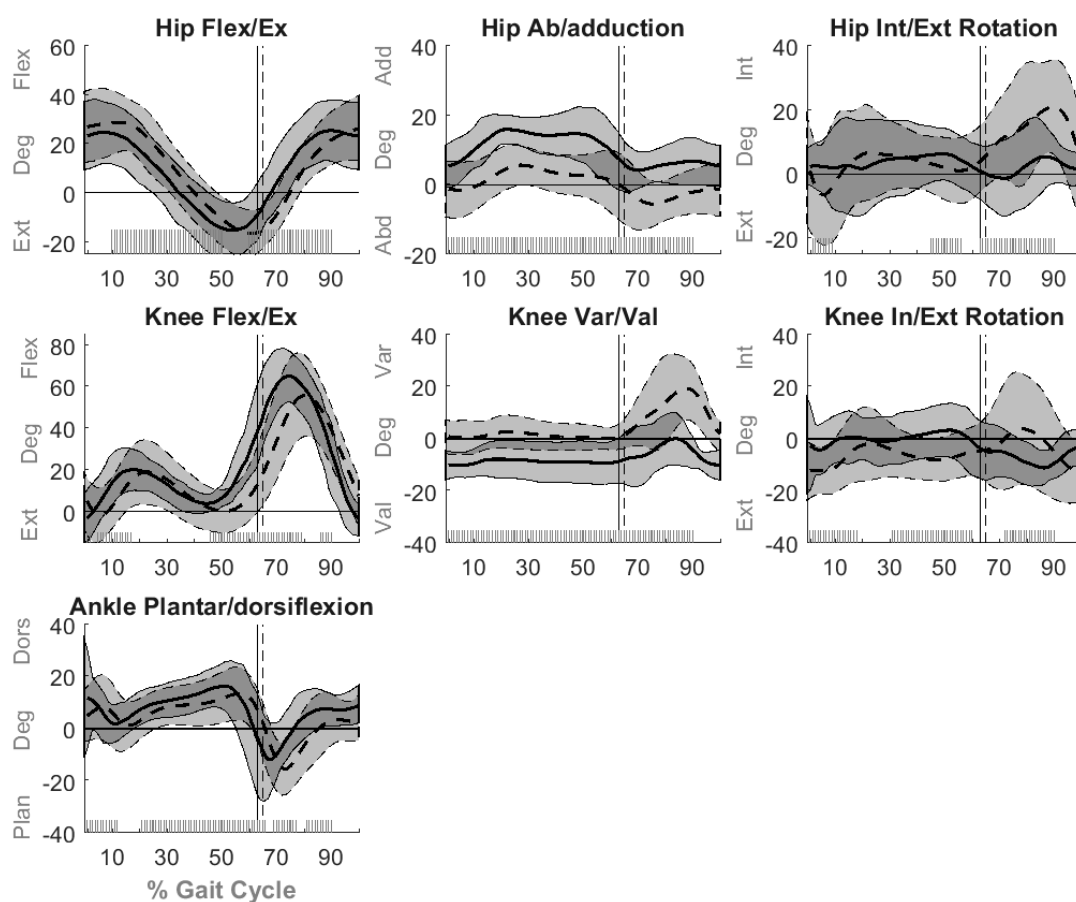 Hip Flex/Ex
Flex
Deg
Ext
60
40
20
0
-20
10 30 50 70 90
Hip Ab/adduction
Add
Deg
Abd
40
20
0
-20
10 30 50 70 90
Hip Int/Ext Rotation
Int
Deg
Ext
40
20
0
-20
10 30 50 70 90
Knee Flex/Ex
Flex
Deg
Ext
80
60
40
20
0
10 30 50 70 90
Knee Var/Val
Var
Deg
Val
40
20
0
-20
-40
10 30 50 70 90
Knee In/Ext Rotation
Int
Deg
Ext
40
20
0
-20
-40
10 30 50 70 90
Ankle Plantar/dorsiflexion
Dors
Deg
Plan
40
20
0
-20
-40
10 30 50 70 90
% Gait Cycle